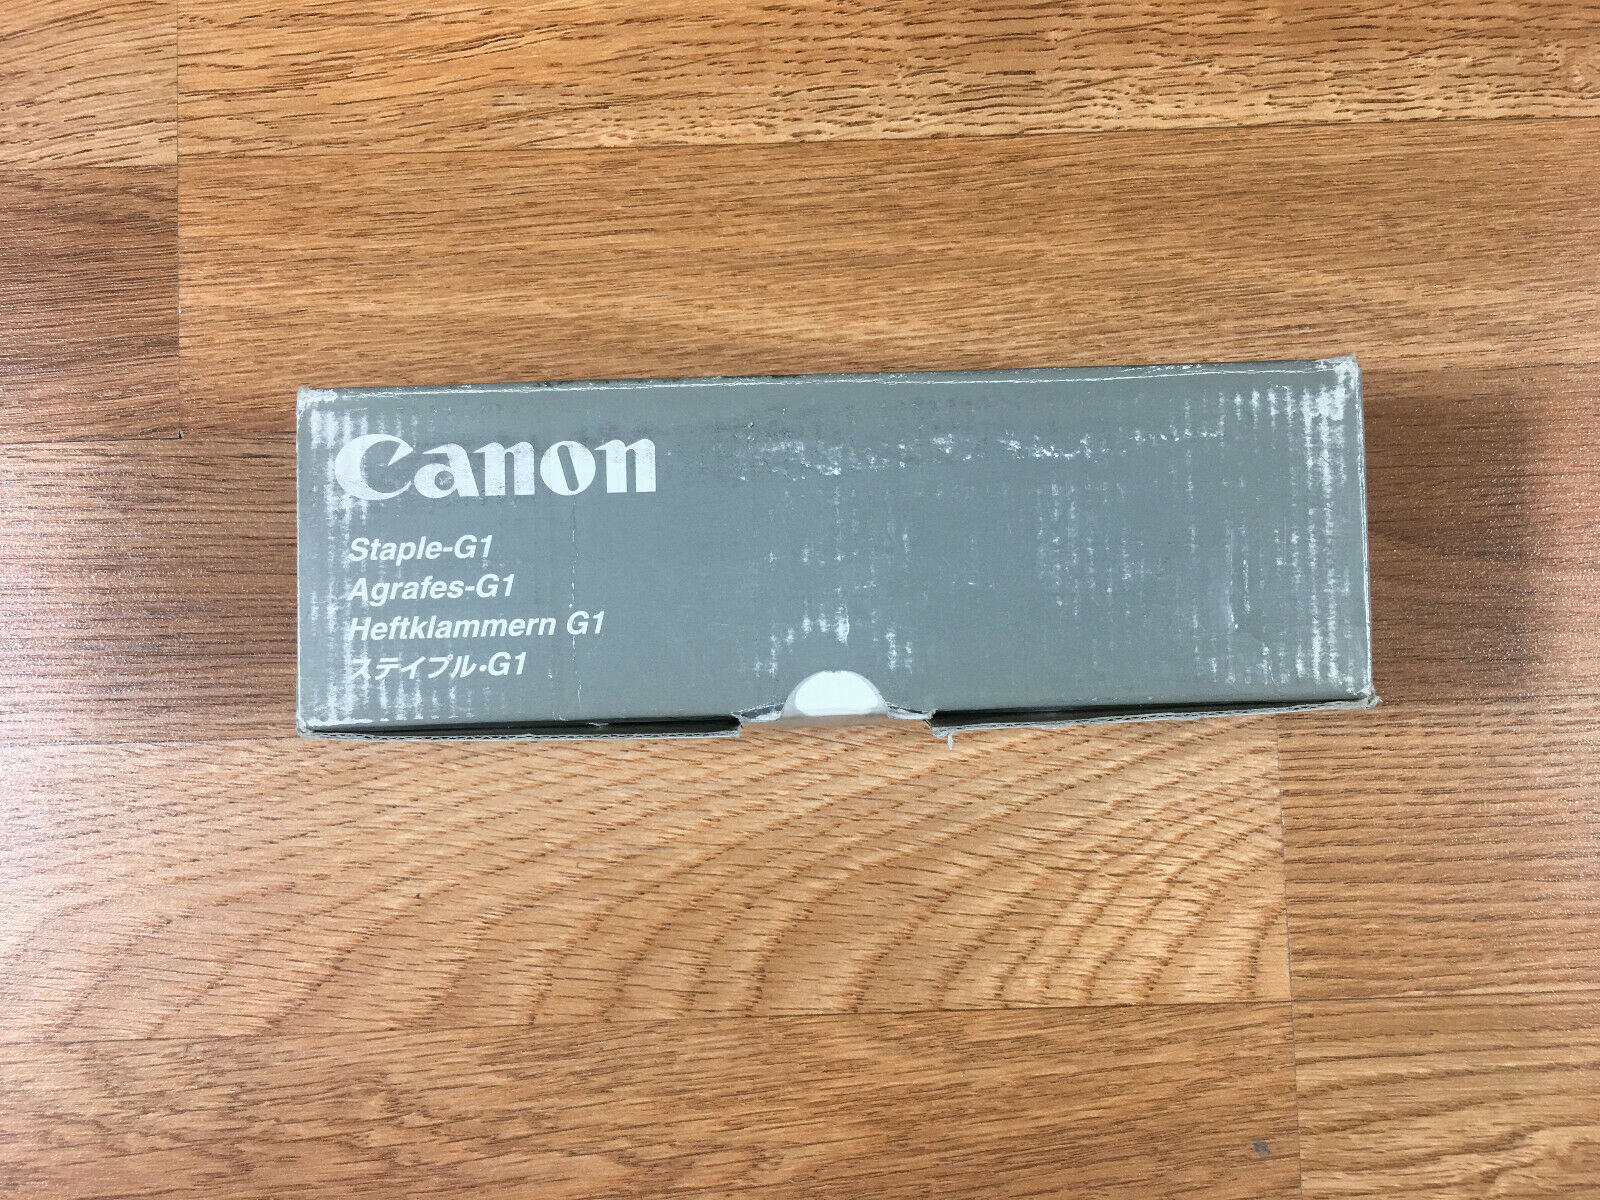 Canon
Staple-G1
Agrafes-G1
Heftklammern G1
ステイプル・G1